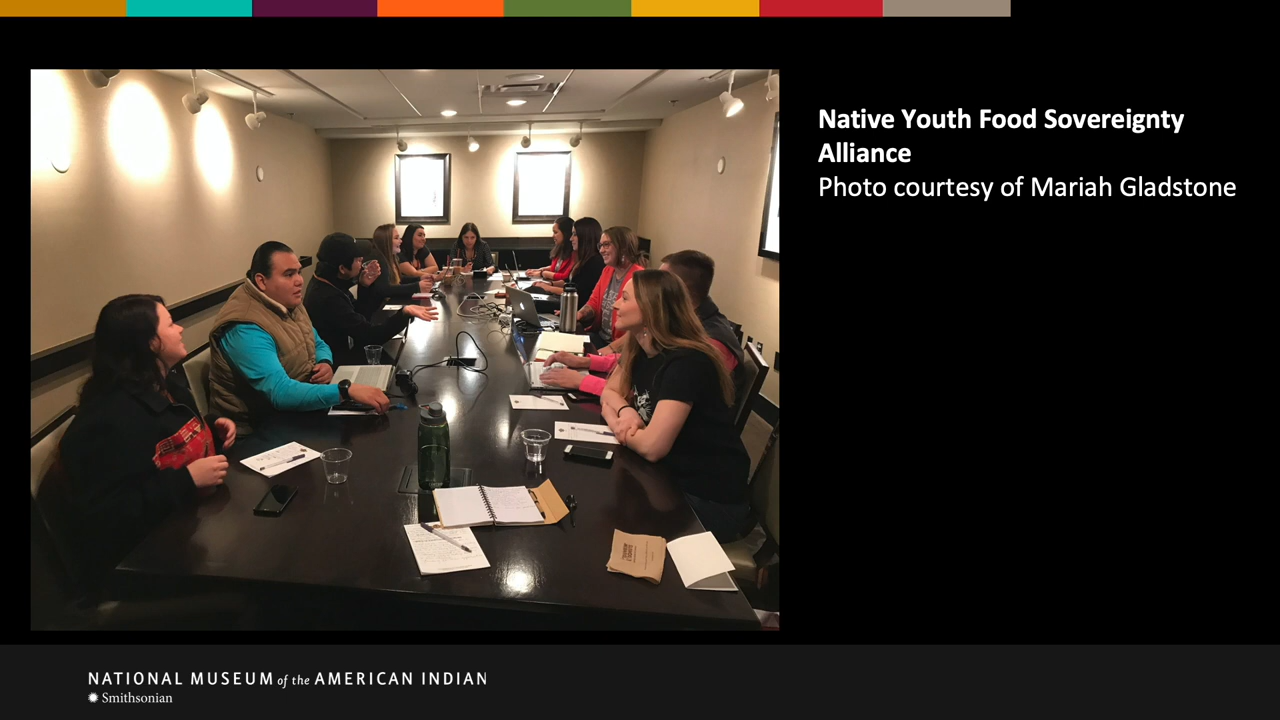 Native Youth Food Sovereignty
Alliance
Photo courtesy of Mariah Gladstone
NATIONAL MUSEUM of the AMERICAN INDIAN
Smithsonian